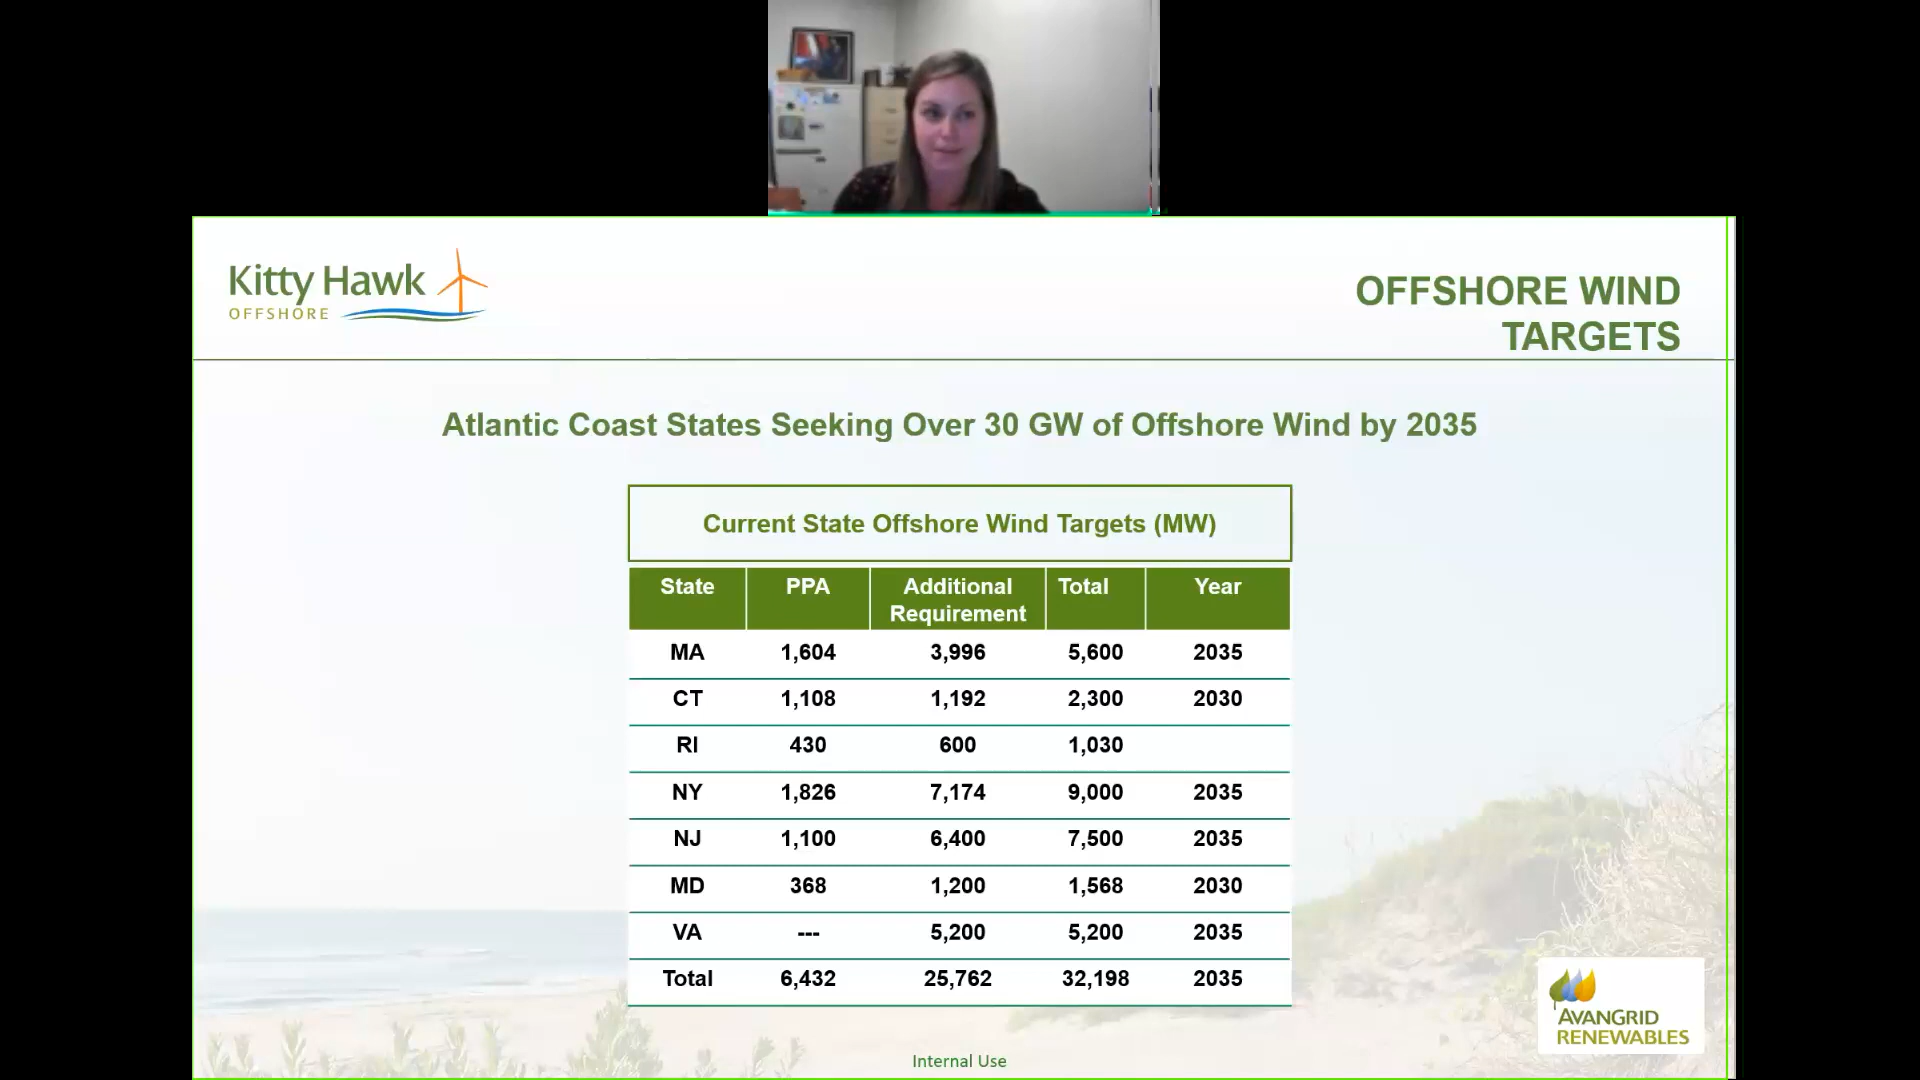 Kitty Hawk
OFFSHORE
OFFSHORE WIND
TARGETS
Atlantic Coast States Seeking Over 30 GW of Offshore Wind by 2035
Current State Offshore Wind Targets (MW)
State PPA Additional Requirement Total Year
MA 1,604 3,996 5,600 2035
CT 1,108 1,192 2,300 2030
RI 430 600 1,030
NY 1,826 7,174 9,000 2035
NJ 1,100 6,400 7,500 2035
MD 368 1,200 1,568 2030
VA --- 5,200 5,200 2035
Total 6,432 25,762 32,198 2035
AVANGRID
RENEWABLES
Internal Use